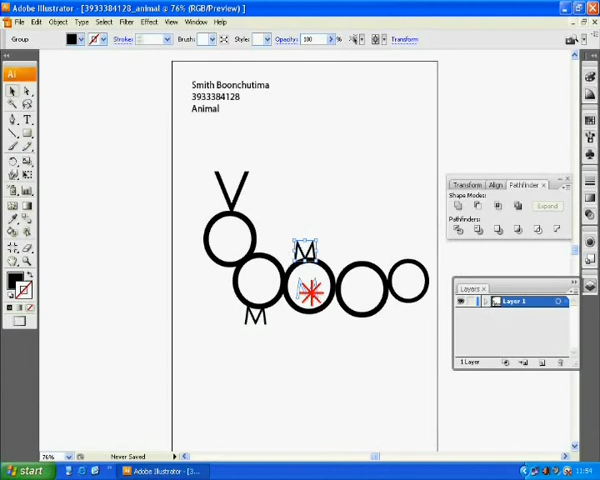 Adobe Illustrator - [3933384128_animal @ 76% (RGB/Preview) ]
File Edit Object Type Select Filter Effect View Window Help
Group Stroke: Brush: Style: Opacity: 100 Transform
Ai
Smith Boonchutima
3933384128
Animal
V
M
M
Transform Align Pathfinder
Shape Modes:
Expand
Pathfinders:
Layers
Layer 1
1 Layer
76% Never Saved
start Adobe Illustrator - [3... 11:54